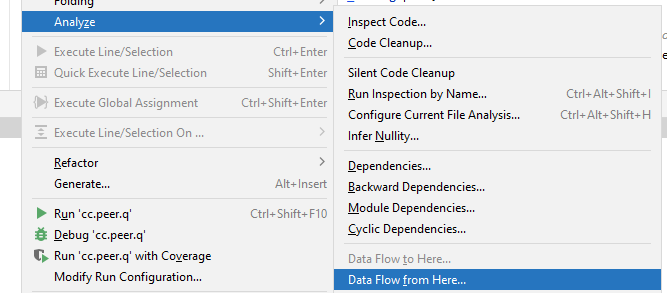 Folding
Analyze
Execute Line/Selection Ctrl+Enter
Quick Execute Line/Selection Shift+Enter
Execute Global Assignment Ctrl+Shift+Enter
Execute Line/Selection On ...
Refactor
Generate... Alt+Insert
Run 'cc.peer.q' Ctrl+Shift+F10
Debug 'cc.peer.q'
Run 'cc.peer.q' with Coverage
Modify Run Configuration...
Inspect Code...
Code Cleanup...
Silent Code Cleanup
Run Inspection by Name... Ctrl+Alt+Shift+I
Configure Current File Analysis... Ctrl+Alt+Shift+H
Infer Nullity...
Dependencies...
Backward Dependencies...
Module Dependencies...
Cyclic Dependencies...
Data Flow to Here...
Data Flow from Here...